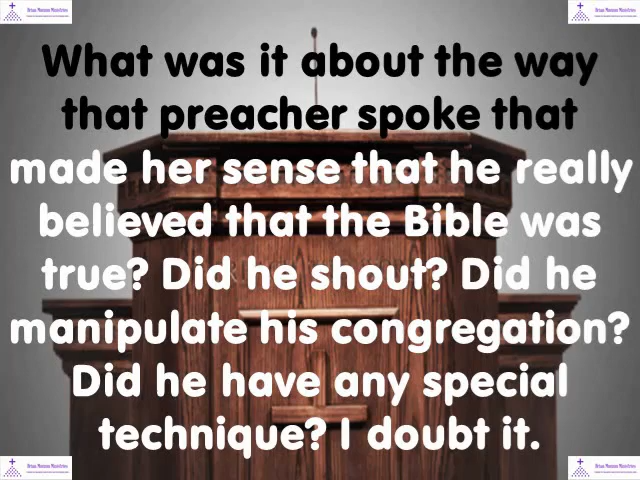 What was it about the way
that preacher spoke that
made her sense that he really
believed that the Bible was
true? Did he shout? Did he
manipulate his congregation?
Did he have any special
technique? I doubt it.